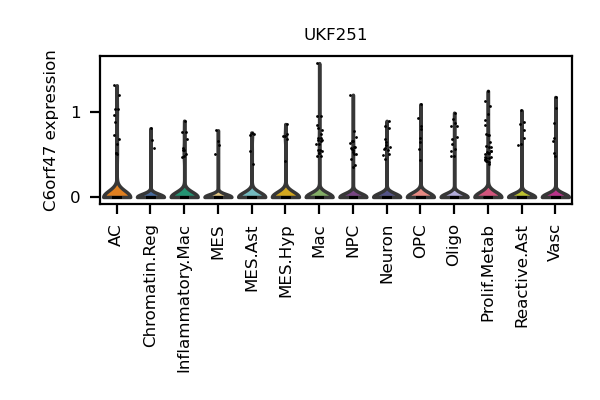 UKF251
C6orf47 expression
1
0
AC
Chromatin.Reg
Inflammatory.Mac
MES
MES.Ast
MES.Hyp
Mac
NPC
Neuron
OPC
Oligo
Prolif.Metab
Reactive.Ast
Vasc